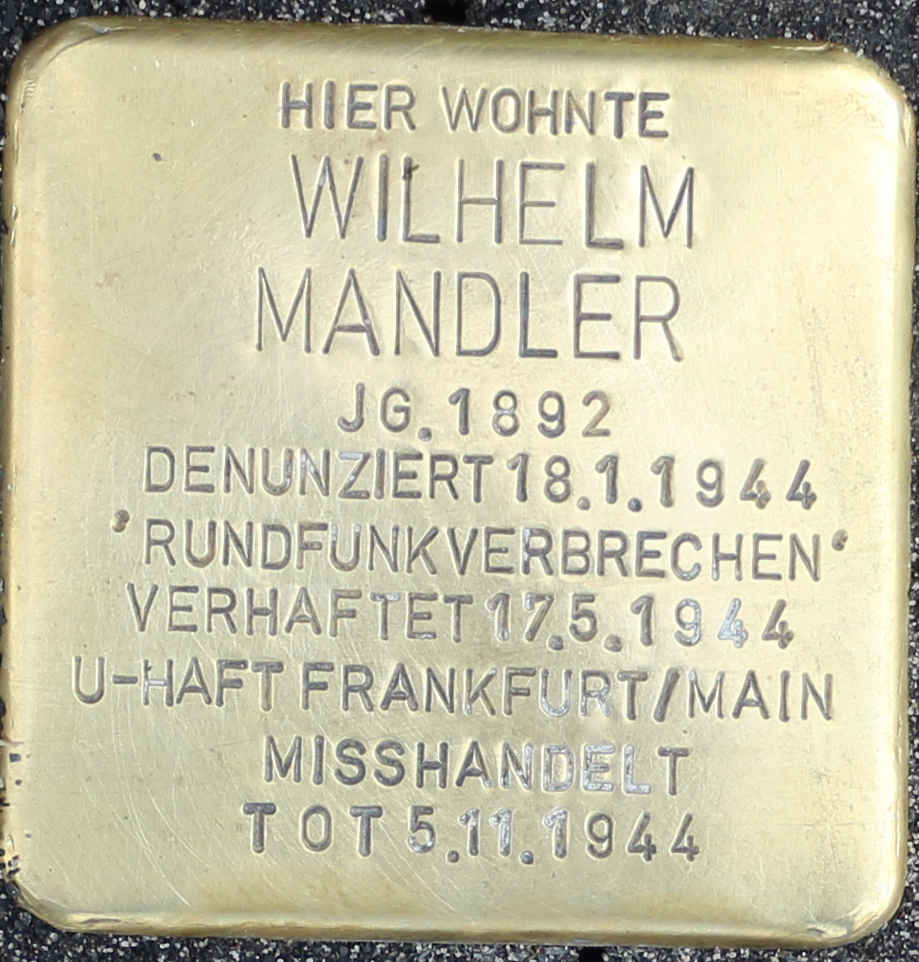 HIER WOHNTE
WILHELM
MANDLER
JG. 1892
DENUNZIERT 18.1.1944
'RUNDFUNKVERBRECHEN'
VERHAFTET 17.5.1944
U-HAFT FRANKFURT/MAIN
MISSHANDELT
TOT 5.11.1944